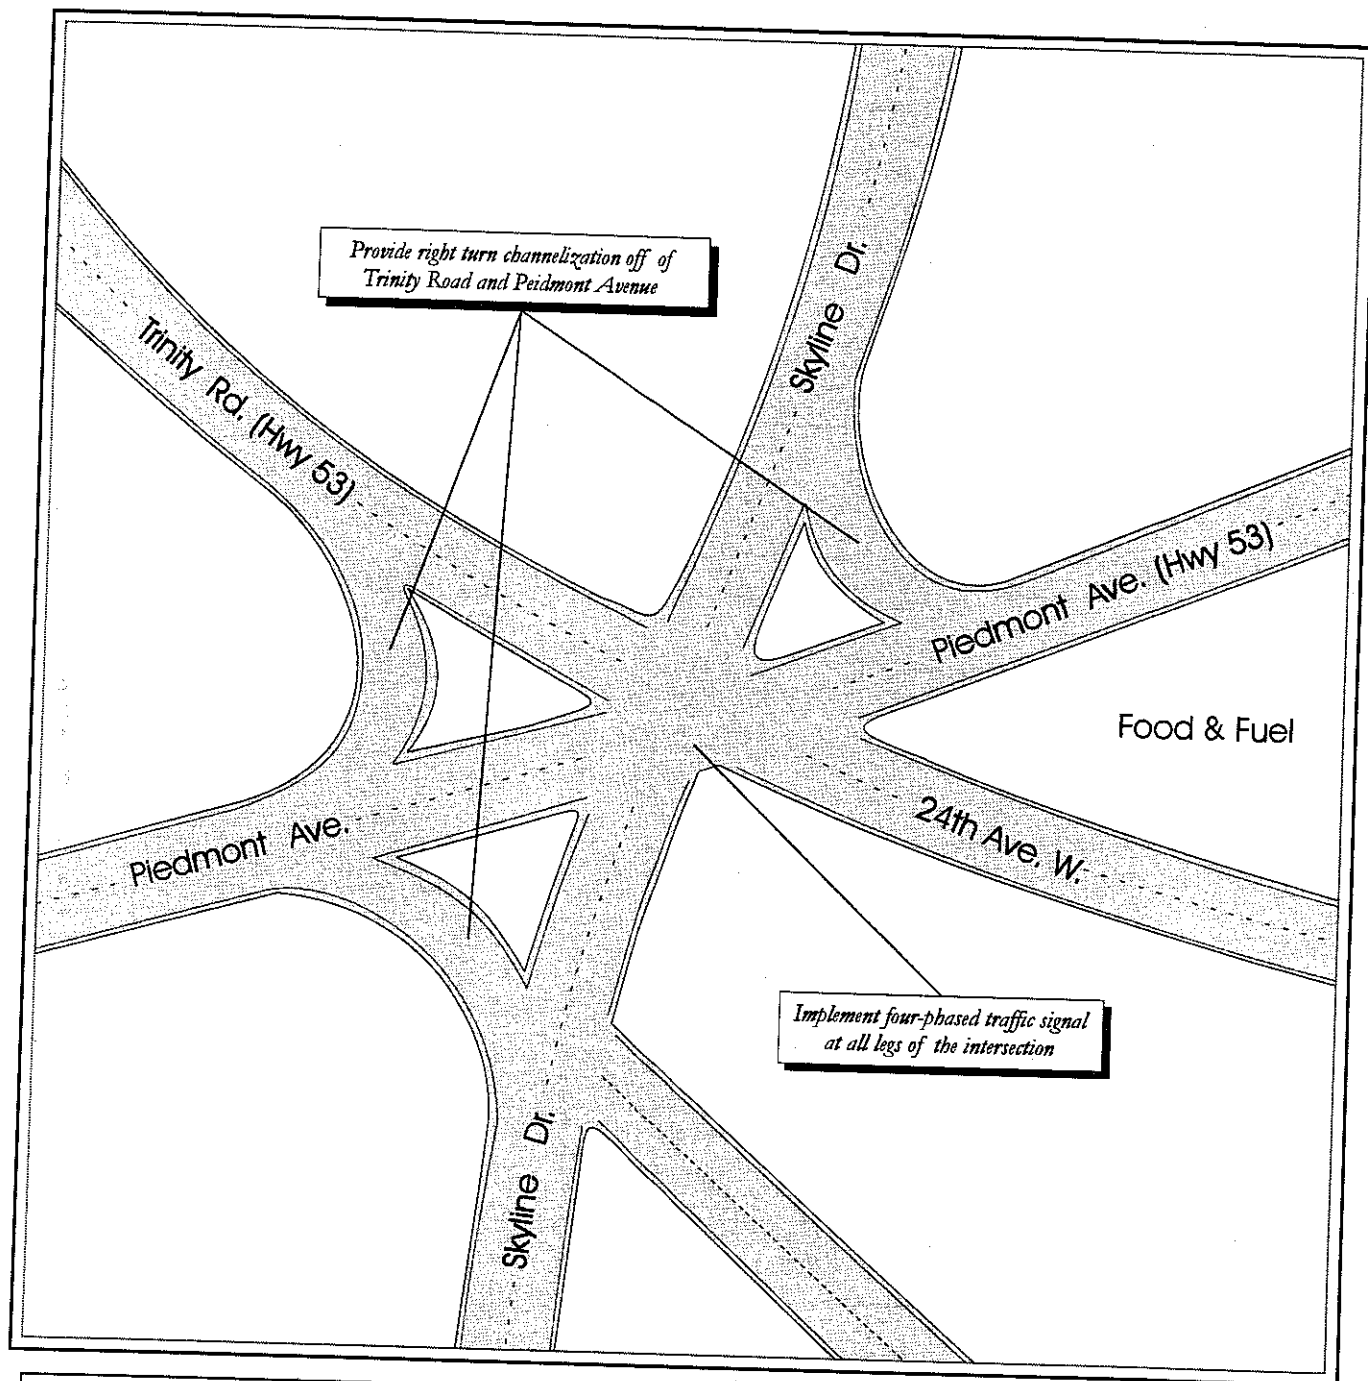 Provide right turn channelization off of
Trinity Road and Peidmont Avenue
Skyline Dr.
Trinity Rd. (Hwy 53)
Piedmont Ave. (Hwy 53)
Food & Fuel
24th Ave. W.
Piedmont Ave.
Implement four-phased traffic signal
at all legs of the intersection
Skyline Dr.